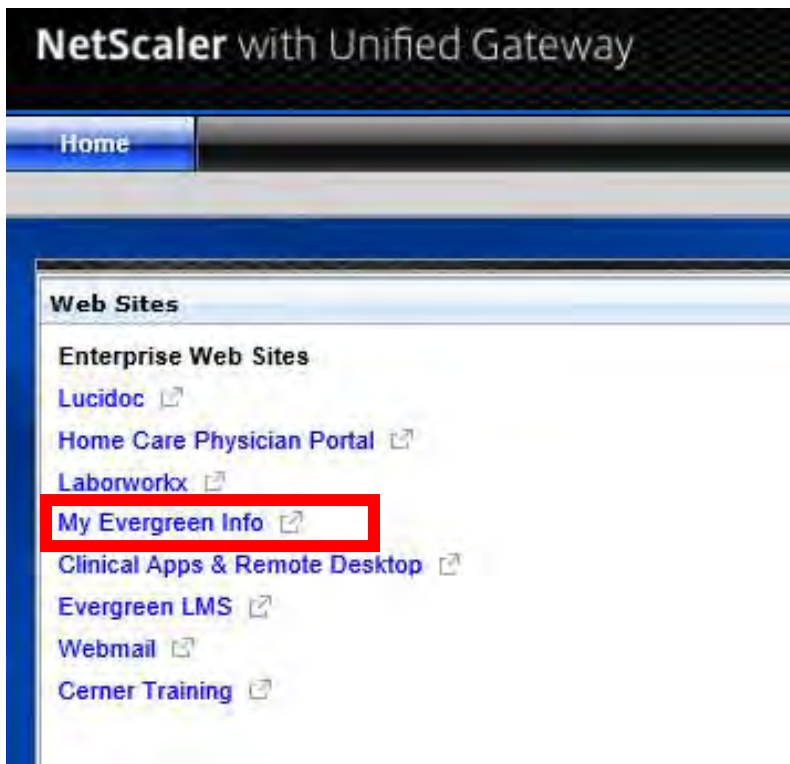 NetScaler with Unified Gateway
Home
Web Sites
Enterprise Web Sites
Lucidoc
Home Care Physician Portal
Laborworkx
My Evergreen Info
Clinical Apps & Remote Desktop
Evergreen LMS
Webmail
Cerner Training